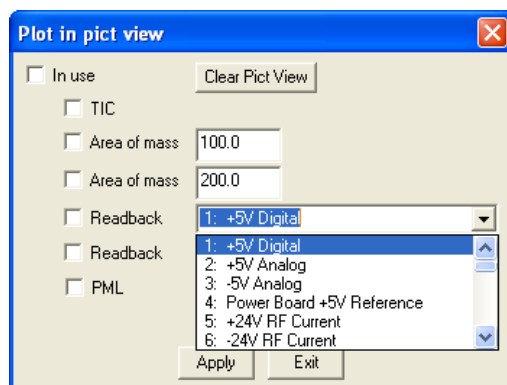 Plot in pict view
In use Clear Pict View
TIC
Area of mass 100.0
Area of mass 200.0
Readback 1: +5V Digital
Readback
PML
1: +5V Digital
2: +5V Analog
3: -5V Analog
4: Power Board +5V Reference
5: +24V RF Current
6: -24V RF Current
Apply Exit